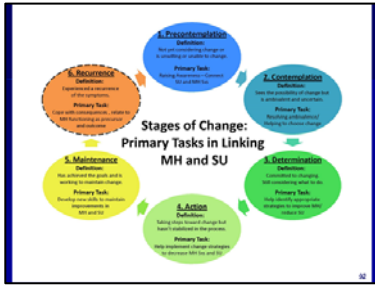 1. Precontemplation
Definition:
Not yet considering change or
is unwilling or unable to change.
Primary Task:
Raising Awareness – Connect
SU and MH Sxs
2. Contemplation
Definition:
Sees the possibility of change but
is ambivalent and uncertain.
Primary Task:
Resolving ambivalence/
Helping to choose change
3. Determination
Definition:
Committed to changing.
Still considering what to do.
Primary Task:
Help identify appropriate
strategies to improve MH/
reduce SU
4. Action
Definition:
Taking steps toward change but
hasn't stabilized in the process.
Primary Task:
Help implement change strategies
to decrease MH Sxs and SU
5. Maintenance
Definition:
Has achieved the goals and is
working to maintain change.
Primary Task:
Develop new skills to maintain
improvements in
MH and SU
6. Recurrence
Definition:
Experienced a recurrence
of the symptoms.
Primary Task:
Cope with consequences, relate to
MH functioning as precursor
and outcome
Stages of Change:
Primary Tasks in Linking
MH and SU
92